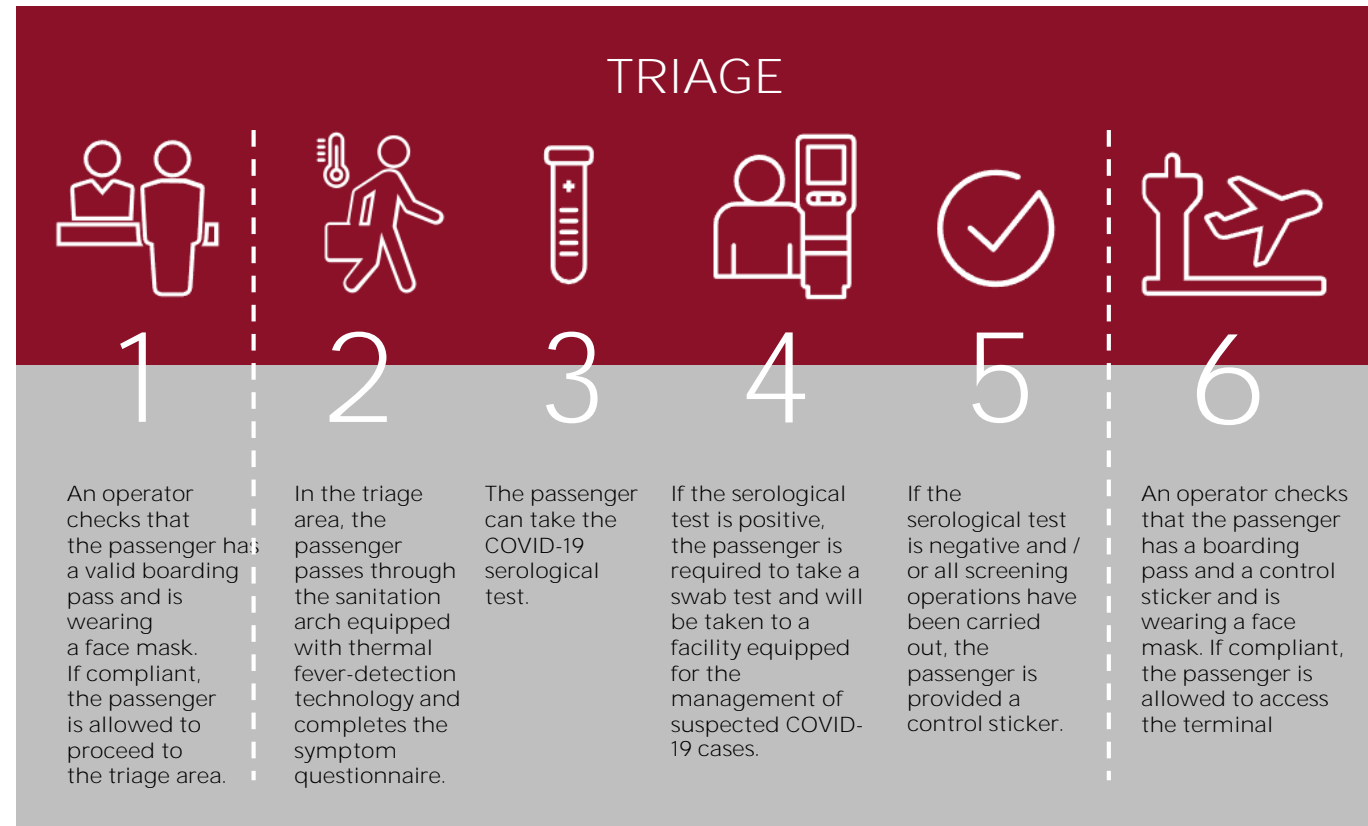 TRIAGE
1
An operator
checks that
the passenger has
a valid boarding
pass and is
wearing
a face mask.
If compliant,
the passenger
is allowed to
proceed to
the triage area.
2
In the triage
area, the
passenger
passes through
the sanitation
arch equipped
with thermal
fever-detection
technology and
completes the
symptom
questionnaire.
3
The passenger
can take the
COVID-19
serological
test.
4
If the serological
test is positive,
the passenger is
required to take a
swab test and will
be taken to a
facility equipped
for the
management of
suspected COVID-
19 cases.
5
If the
serological test
is negative and /
or all screening
operations have
been carried
out, the
passenger is
provided a
control sticker.
6
An operator checks
that the passenger
has a boarding
pass and a control
sticker and is
wearing a face
mask. If compliant,
the passenger is
allowed to access
the terminal